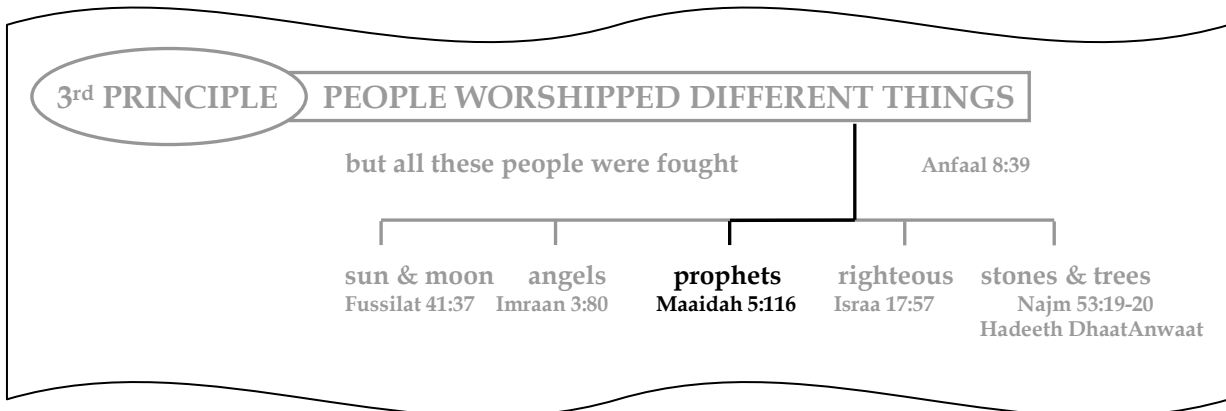 3rd PRINCIPLE PEOPLE WORSHIPPED DIFFERENT THINGS
but all these people were fought Anfaal 8:39
sun & moon angels prophets righteous stones & trees
Fussilat 41:37 Imraan 3:80 Maaidah 5:116 Israa 17:57 Najm 53:19-20
Hadeeth DhaatAnwaat